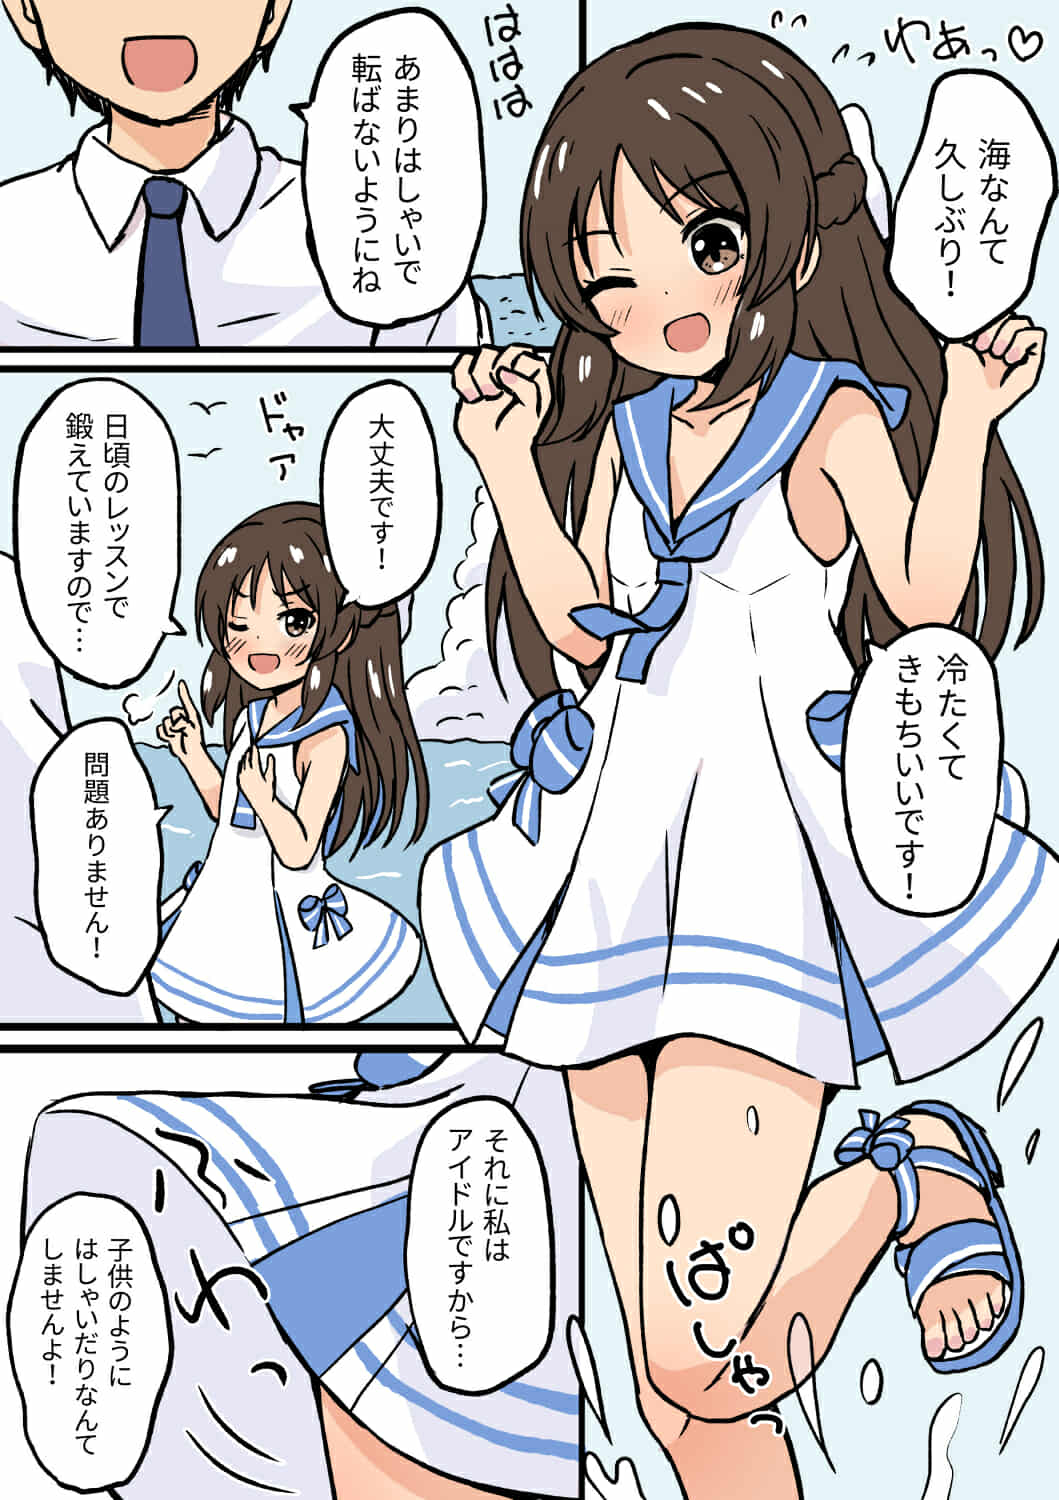 わぁっ♡
海なんて
久しぶり！
冷たくて
きもちいいです！
ぱしゃっ
ははは
あまりはしゃいで
転ばないようにね
ドヤァ
大丈夫です！
日頃のレッスンで
鍛えていますので…
問題ありません！
それに私は
アイドルですから…
子供のように
はしゃいだりなんて
しませんよ！